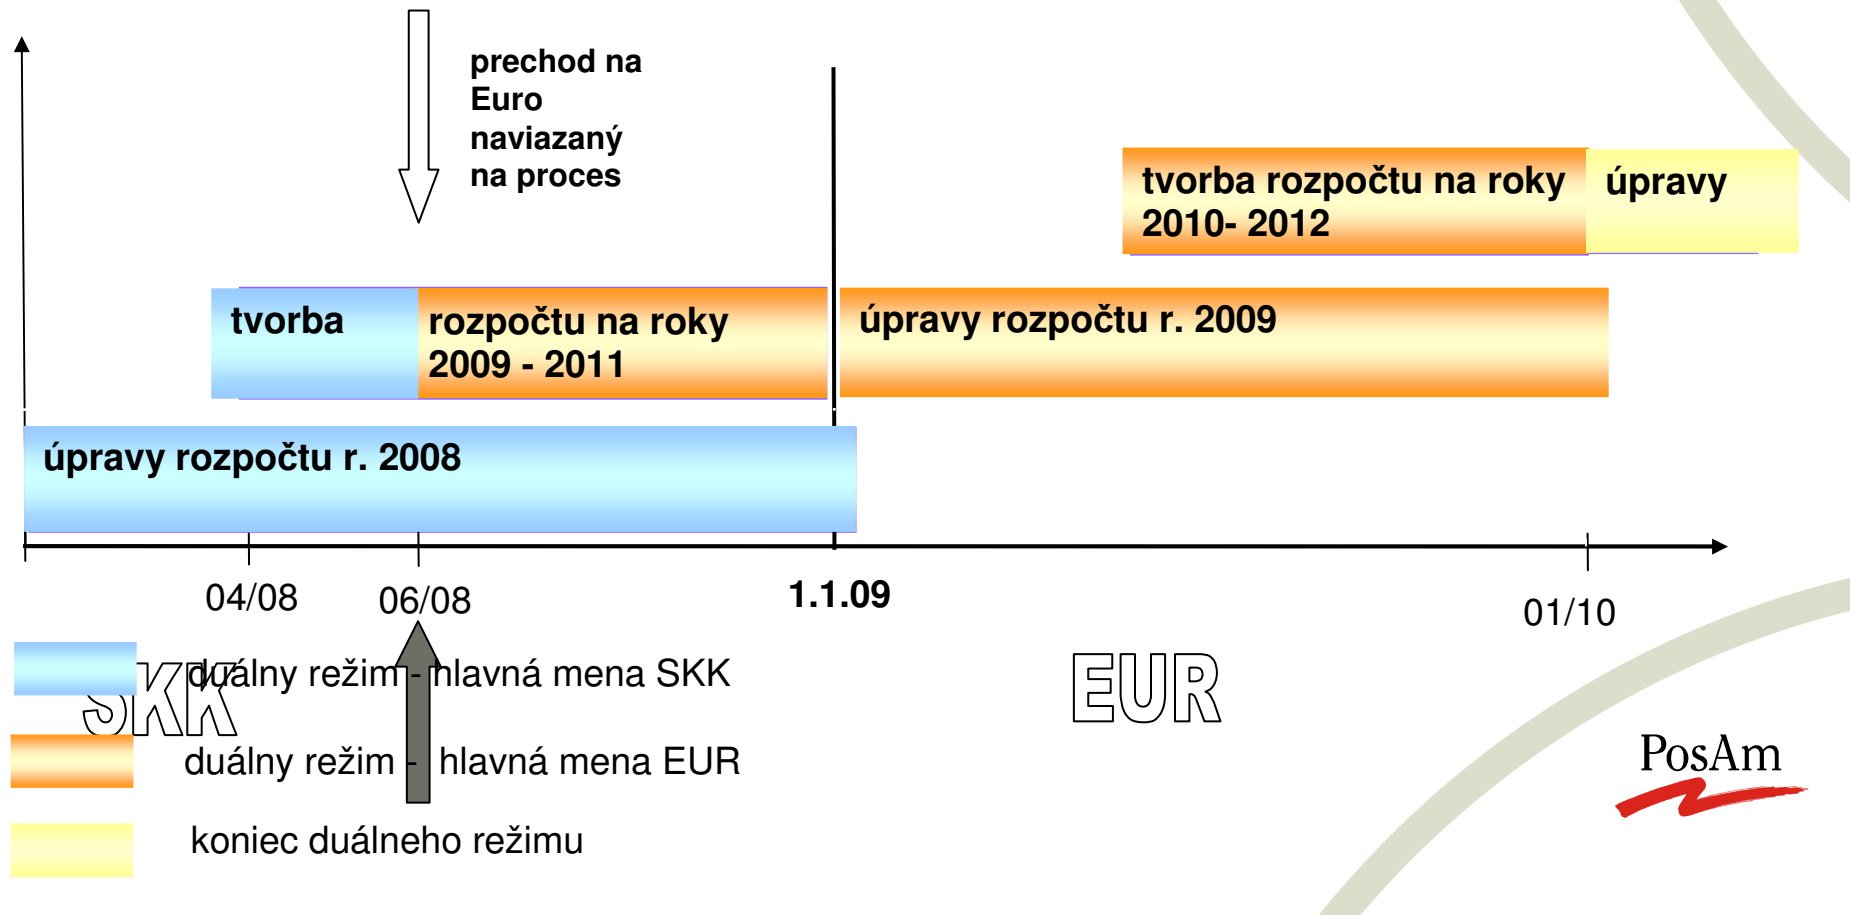 prechod na
Euro
naviazaný
na proces
tvorba rozpočtu na roky
2010- 2012
úpravy
tvorba
rozpočtu na roky
2009 - 2011
úpravy rozpočtu r. 2009
úpravy rozpočtu r. 2008
04/08
06/08
1.1.09
01/10
SKK
duálny režim - hlavná mena SKK
EUR
duálny režim - hlavná mena EUR
koniec duálneho režimu
PosAm